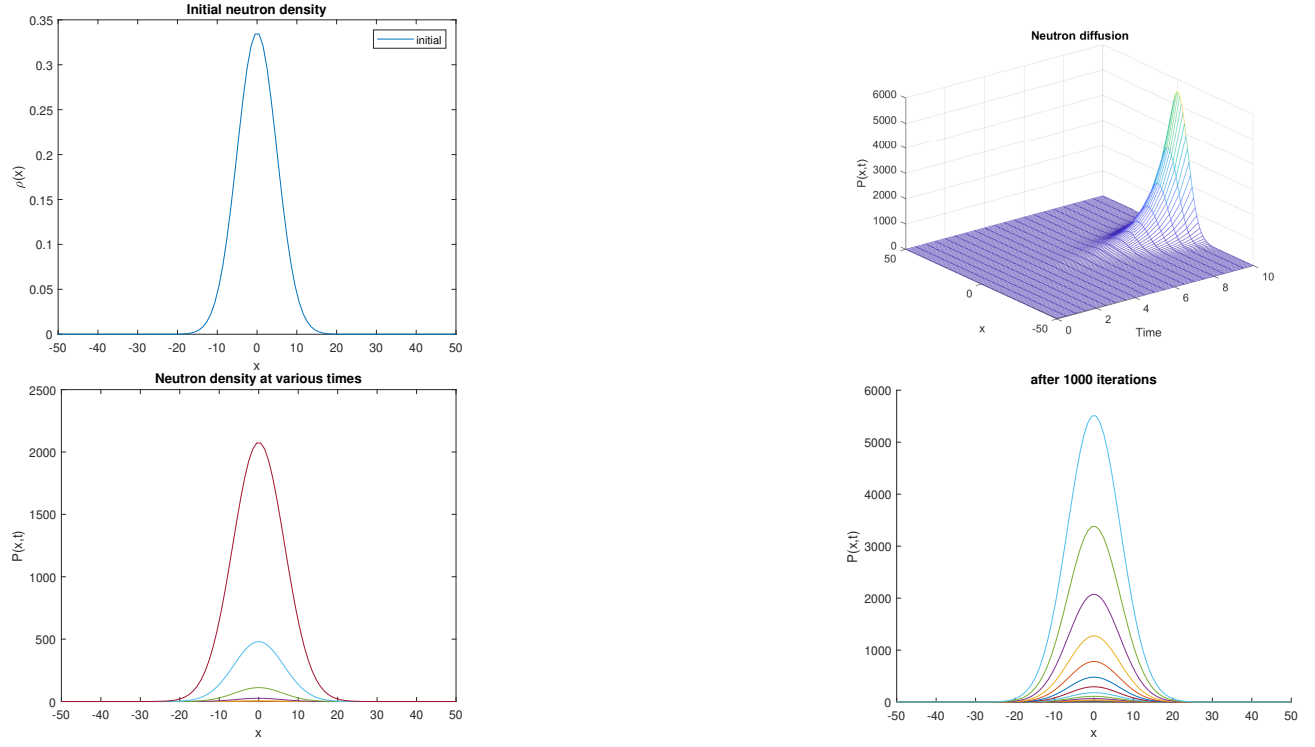 Initial neutron density
0.35
0.3
0.25
0.2
0.15
0.1
0.05
0
ρ(x)
initial
-50 -40 -30 -20 -10 0 10 20 30 40 50
x
Neutron diffusion
6000
5000
4000
3000
2000
1000
0
P(x,t)
50 0 -50
x
0 2 4 6 8 10
Time
Neutron density at various times
2500
2000
1500
1000
500
0
P(x,t)
-50 -40 -30 -20 -10 0 10 20 30 40 50
x
after 1000 iterations
6000
5000
4000
3000
2000
1000
0
P(x,t)
-50 -40 -30 -20 -10 0 10 20 30 40 50
x